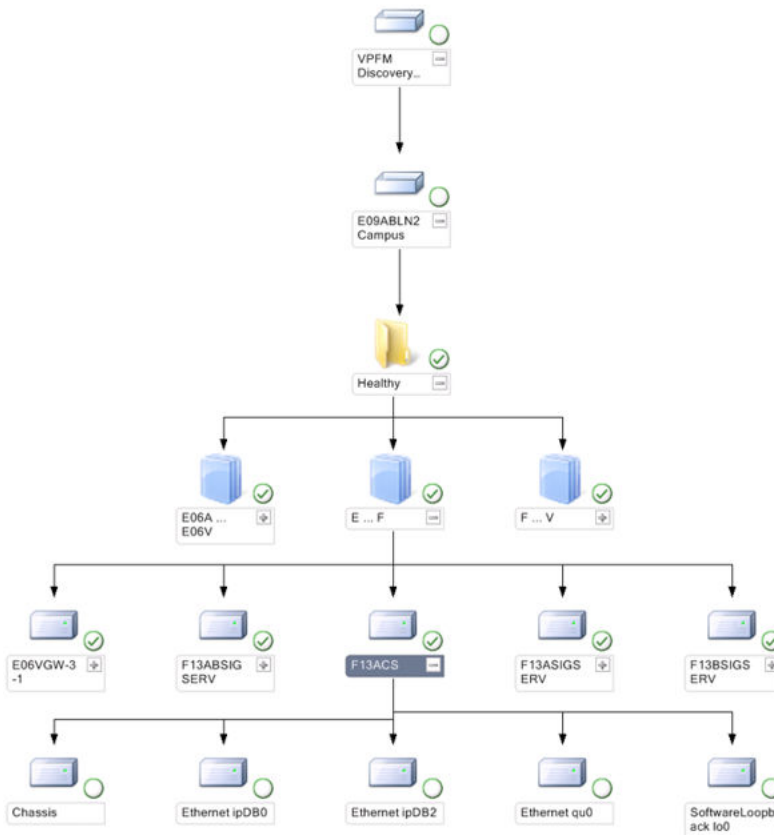 VPFM
Discovery...
E09ABLN2
Campus
Healthy
E06A ...
E06V
E ... F
F ... V
E06VGW-3
-1
F13ABSIG
SERV
F13ACS
F13ASIGS
ERV
F13BSIGS
ERV
Chassis
Ethernet ipDB0
Ethernet ipDB2
Ethernet qu0
SoftwareLoopb
ack lo0